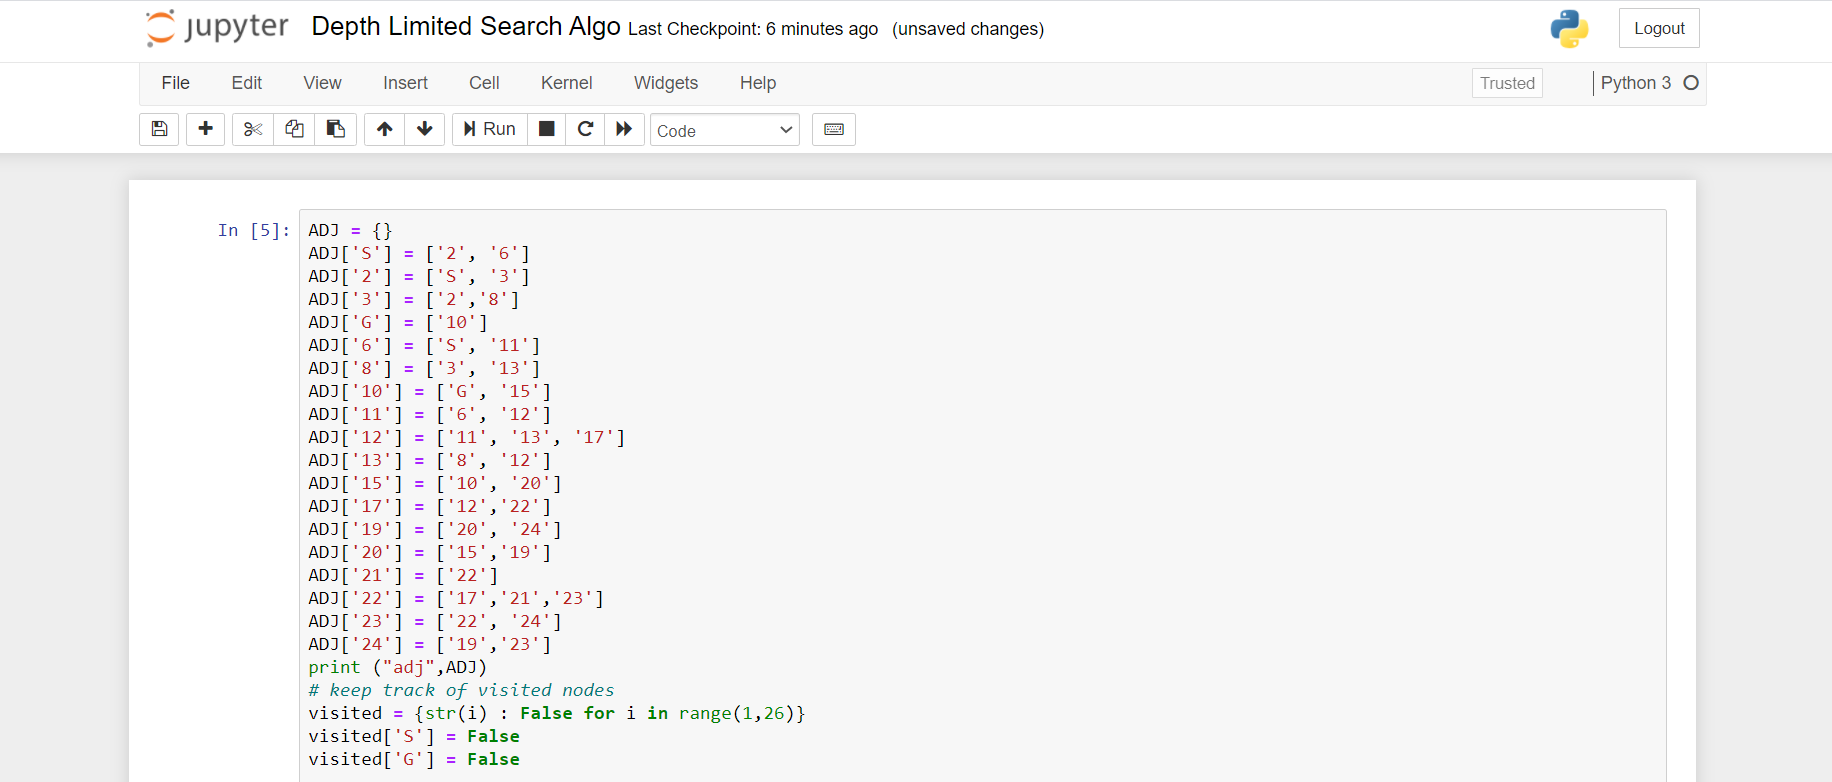 jupyter Depth Limited Search Algo Last Checkpoint: 6 minutes ago (unsaved changes) Logout
File Edit View Insert Cell Kernel Widgets Help Trusted Python 3
Run Code
In [5]: ADJ = {}
ADJ['S'] = ['2', '6']
ADJ['2'] = ['S', '3']
ADJ['3'] = ['2','8']
ADJ['G'] = ['10']
ADJ['6'] = ['S', '11']
ADJ['8'] = ['3', '13']
ADJ['10'] = ['G', '15']
ADJ['11'] = ['6', '12']
ADJ['12'] = ['11', '13', '17']
ADJ['13'] = ['8', '12']
ADJ['15'] = ['10', '20']
ADJ['17'] = ['12','22']
ADJ['19'] = ['20', '24']
ADJ['20'] = ['15','19']
ADJ['21'] = ['22']
ADJ['22'] = ['17','21','23']
ADJ['23'] = ['22', '24']
ADJ['24'] = ['19','23']
print ("adj",ADJ)
# keep track of visited nodes
visited = {str(i) : False for i in range(1,26)}
visited['S'] = False
visited['G'] = False